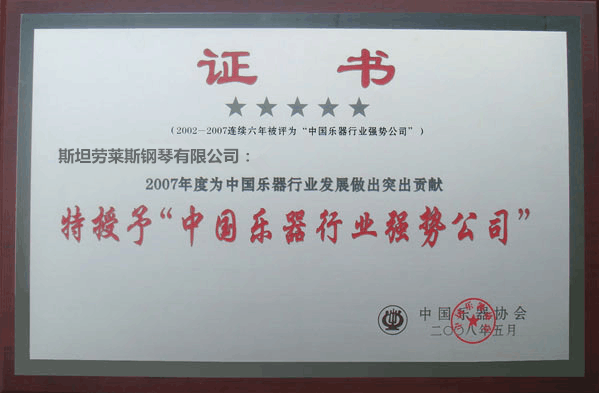 证 书
★★★★★
（2002-2007连续六年被评为“中国乐器行业强势公司”）
斯坦劳莱斯钢琴有限公司：
2007年度为中国乐器行业发展做出突出贡献
特授予“中国乐器行业强势公司”
中国乐器协会
二〇〇八年五月